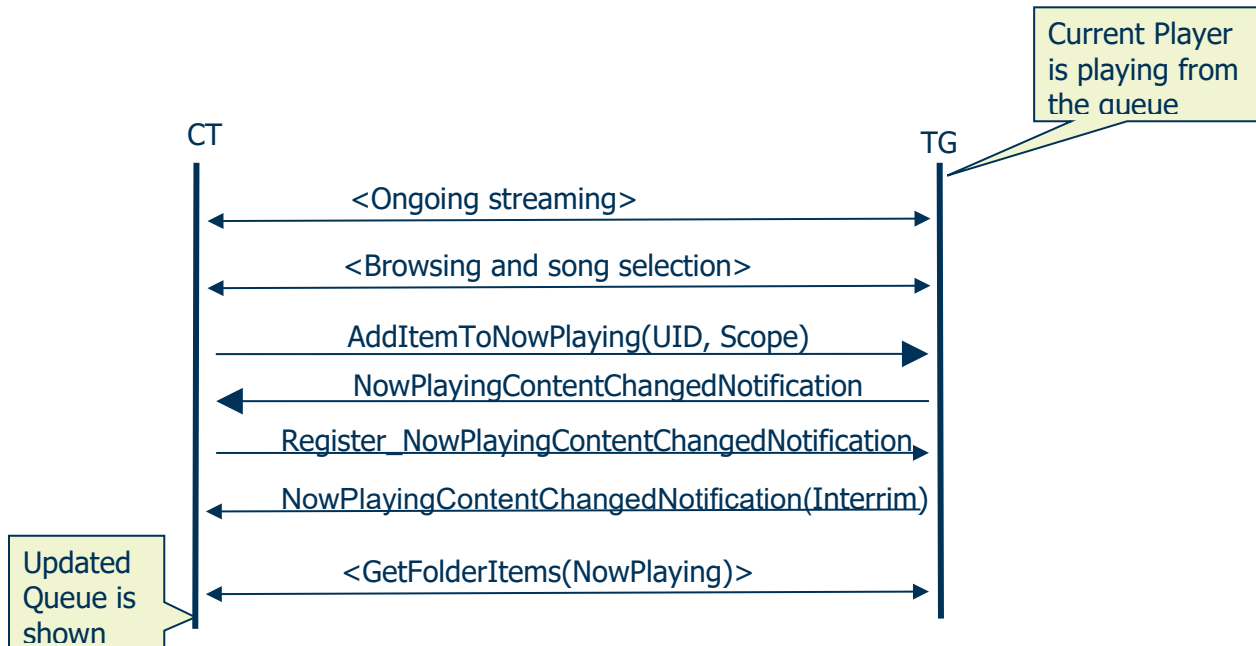 Current Player
is playing from
the queue
CT
TG
<Ongoing streaming>
<Browsing and song selection>
AddItemToNowPlaying(UID, Scope)
NowPlayingContentChangedNotification
Register_NowPlayingContentChangedNotification
NowPlayingContentChangedNotification(Interrim)
<GetFolderItems(NowPlaying)>
Updated
Queue is
shown